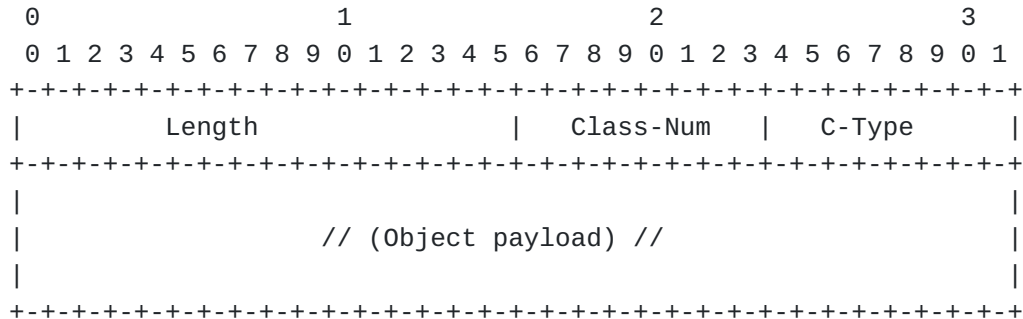 0                   1                   2                   3
 0 1 2 3 4 5 6 7 8 9 0 1 2 3 4 5 6 7 8 9 0 1 2 3 4 5 6 7 8 9 0 1
+-+-+-+-+-+-+-+-+-+-+-+-+-+-+-+-+-+-+-+-+-+-+-+-+-+-+-+-+-+-+-+-+
|         Length                |   Class-Num   |   C-Type      |
+-+-+-+-+-+-+-+-+-+-+-+-+-+-+-+-+-+-+-+-+-+-+-+-+-+-+-+-+-+-+-+-+
|                                                               |
|                   // (Object payload) //                      |
|                                                               |
+-+-+-+-+-+-+-+-+-+-+-+-+-+-+-+-+-+-+-+-+-+-+-+-+-+-+-+-+-+-+-+-+